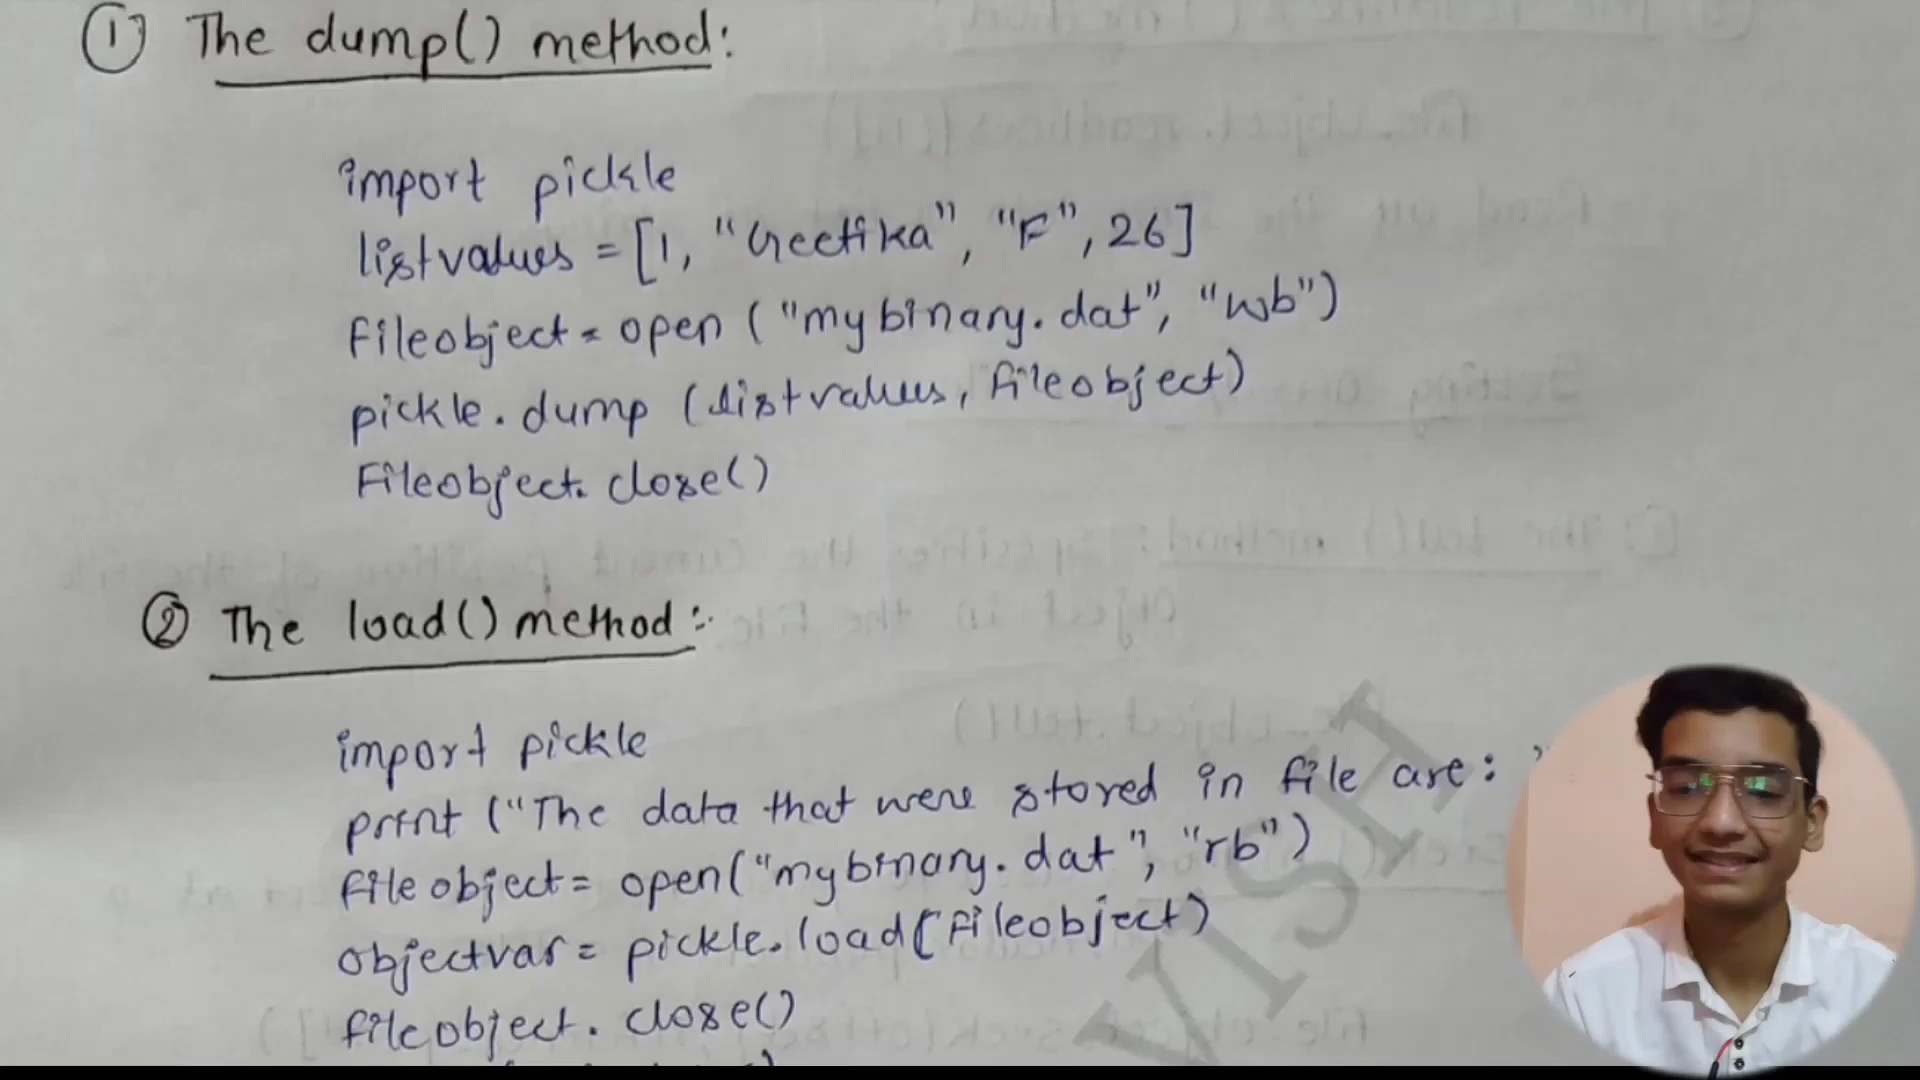 ① The dump() method:
import pickle
listvalues = [1, "Geetika", "F", 26]
Fileobject = open ("mybinary.dat", "wb")
pickle.dump (listvalues, Fileobject)
Fileobject.close()
② The load() method :-
import pickle
print ("The data that were stored in file are: "
Fileobject = open("mybinary.dat", "rb")
objectvar = pickle.load(Fileobject)
fileobject.close()
VISH